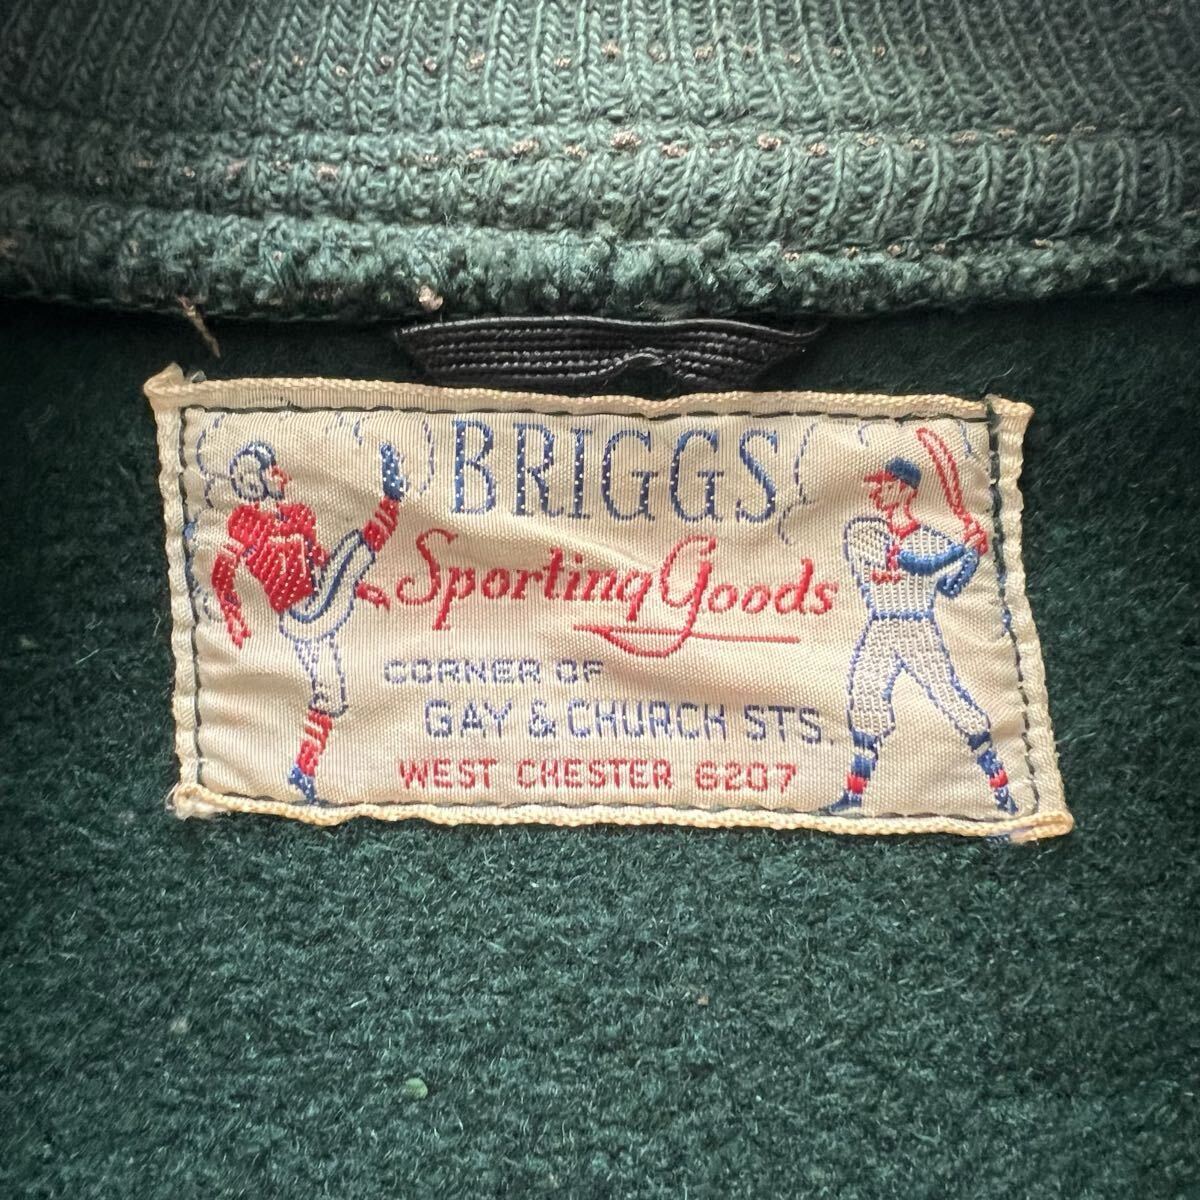 BRIGGS
Sporting Goods
CORNER OF
GAY & CHURCH STS.
WEST CHESTER 6207